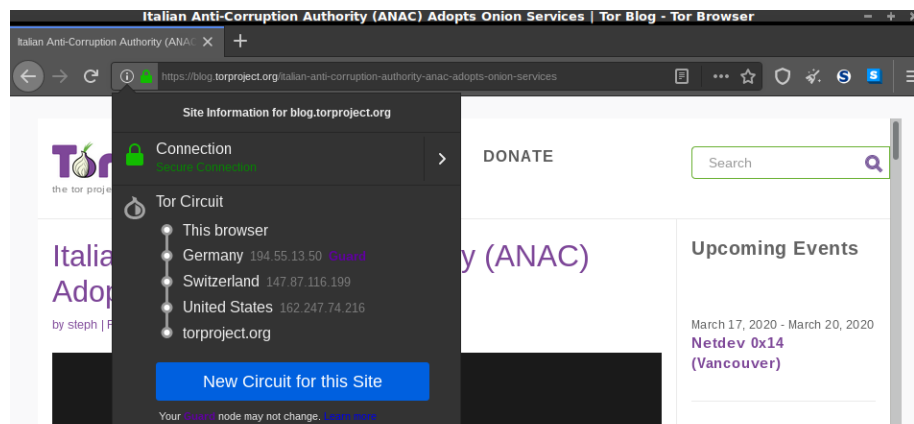 Italian Anti-Corruption Authority (ANAC) Adopts Onion Services | Tor Blog - Tor Browser
Italian Anti-Corruption Authority (ANAC
https://blog.torproject.org/italian-anti-corruption-authority-anac-adopts-onion-services
Site Information for blog.torproject.org
Connection
Secure Connection
Tor
the tor proje
DONATE
Search
Tor Circuit
This browser
Germany 194.55.13.50 Guard
Switzerland 147.87.116.199
United States 162.247.74.216
torproject.org
New Circuit for this Site
Your Guard node may not change. Learn more
Italia
y (ANAC)
Adop
by steph | F
Upcoming Events
March 17, 2020 - March 20, 2020
Netdev 0x14
(Vancouver)